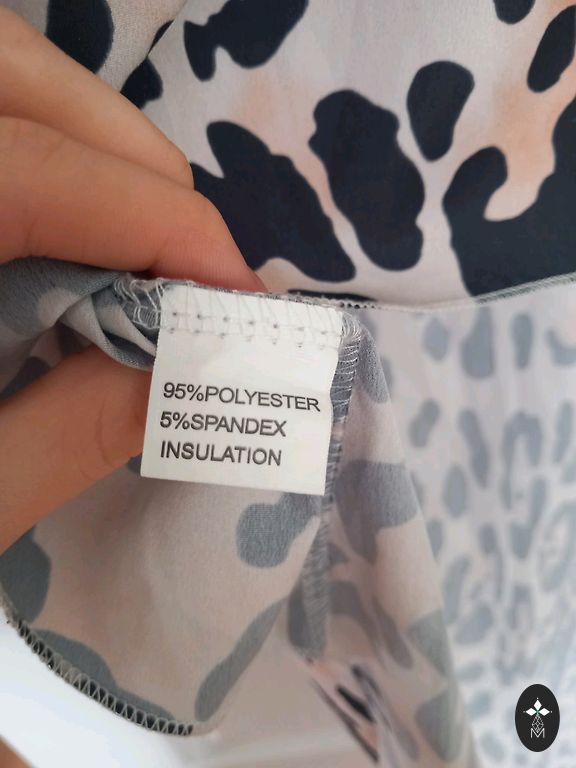 95%POLYESTER
5%SPANDEX
INSULATION
M